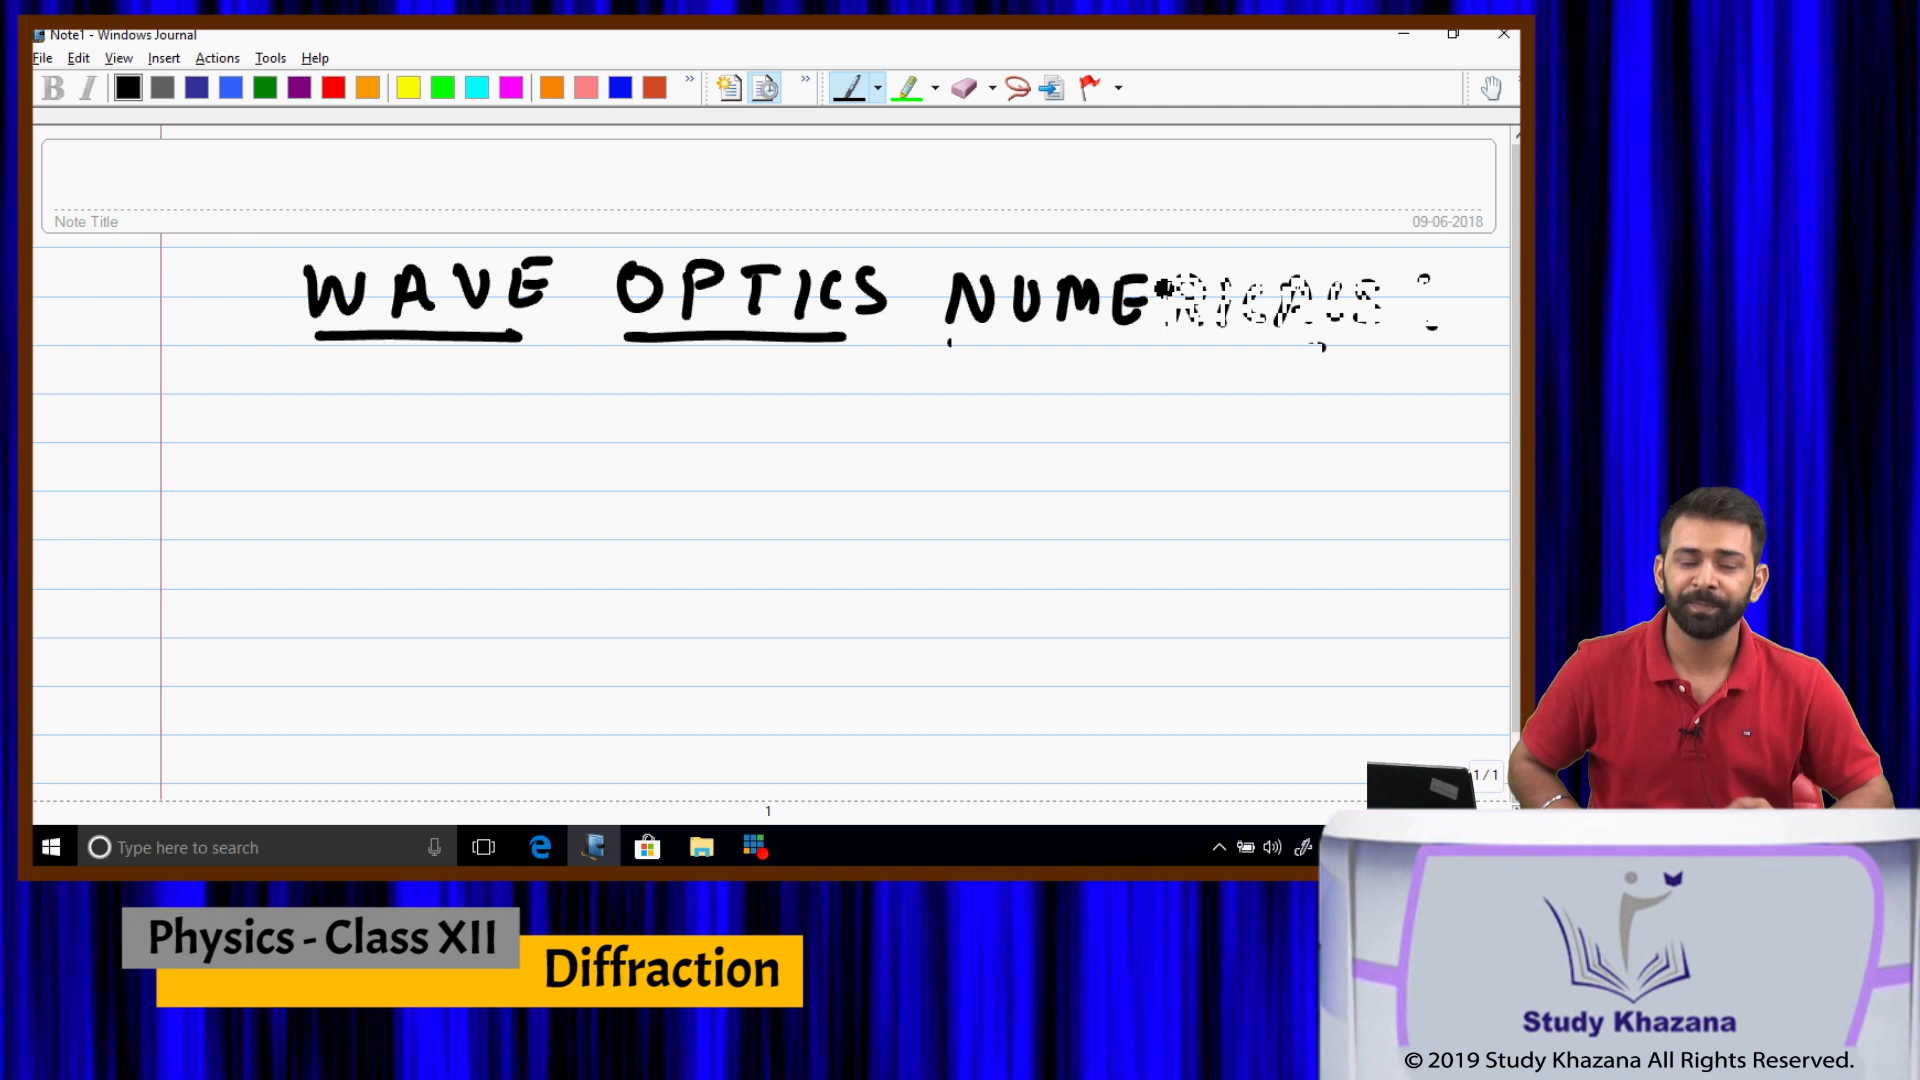 Note1 - Windows Journal
File Edit View Insert Actions Tools Help
B I
Note Title
09-06-2018
WAVE OPTICS NUMERICALS :
1 / 1
1
Type here to search
Physics - Class XII
Diffraction
Study Khazana
© 2019 Study Khazana All Rights Reserved.